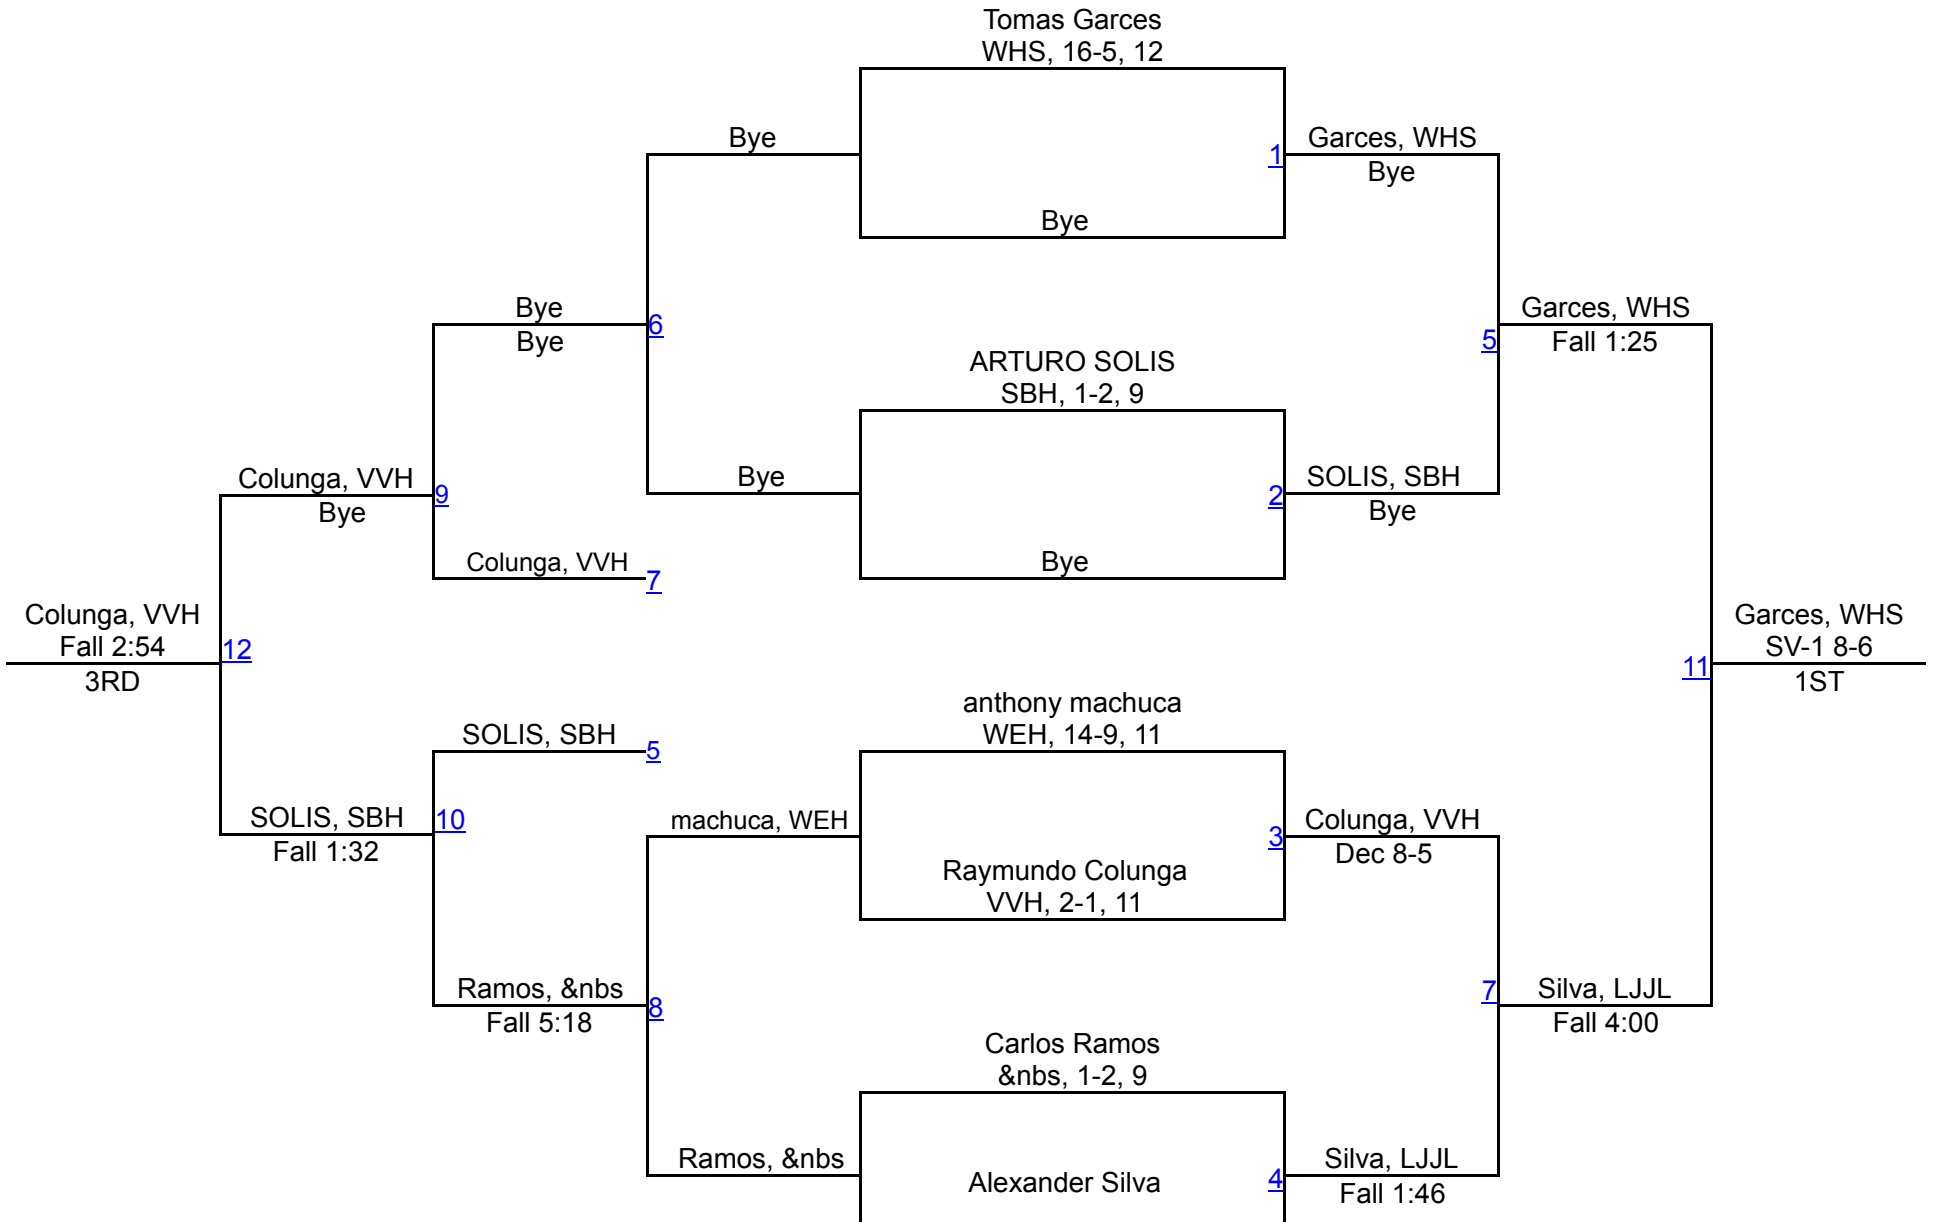 Tomas Garces
WHS, 16-5, 12
Bye
1
Garces, WHS
Bye
Bye
Bye
Bye
6
5
Garces, WHS
Fall 1:25
ARTURO SOLIS
SBH, 1-2, 9
Colunga, VVH
Bye
9
Bye
2
SOLIS, SBH
Bye
Colunga, VVH
7
Bye
Colunga, VVH
Fall 2:54
3RD
12
11
Garces, WHS
SV-1 8-6
1ST
SOLIS, SBH
5
anthony machuca
WEH, 14-9, 11
SOLIS, SBH
Fall 1:32
10
machuca, WEH
3
Colunga, VVH
Dec 8-5
Raymundo Colunga
VVH, 2-1, 11
Ramos, &nbs
Fall 5:18
8
7
Silva, LJJL
Fall 4:00
Carlos Ramos
&nbs, 1-2, 9
Ramos, &nbs
Alexander Silva
4
Silva, LJJL
Fall 1:46